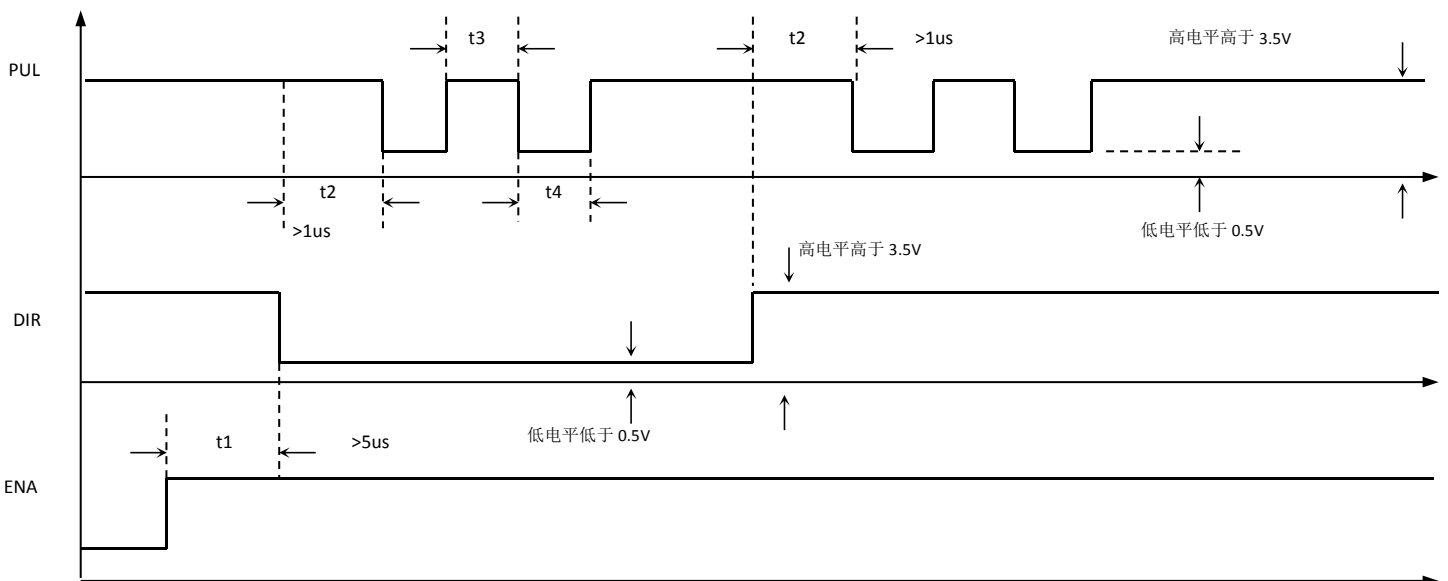 t3
t2
>1us
高电平高于 3.5V
PUL
t2
t4
>1us
低电平低于 0.5V
高电平高于 3.5V
DIR
低电平低于 0.5V
t1
>5us
ENA